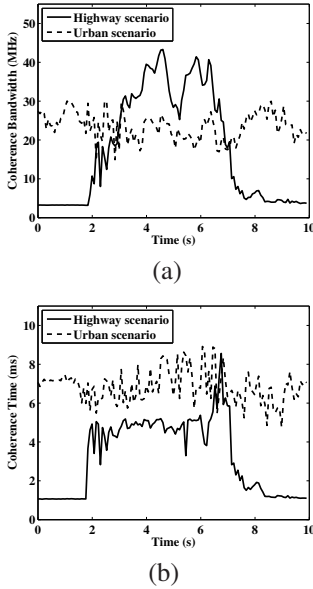 50
Highway scenario
Urban scenario
40
30
20
10
0
Coherence Bandwidth (MHz)
0 2 4 6 8 10
Time (s)
(a)
10
Highway scenario
Urban scenario
8
6
4
2
0
Coherence Time (ms)
0 2 4 6 8 10
Time (s)
(b)